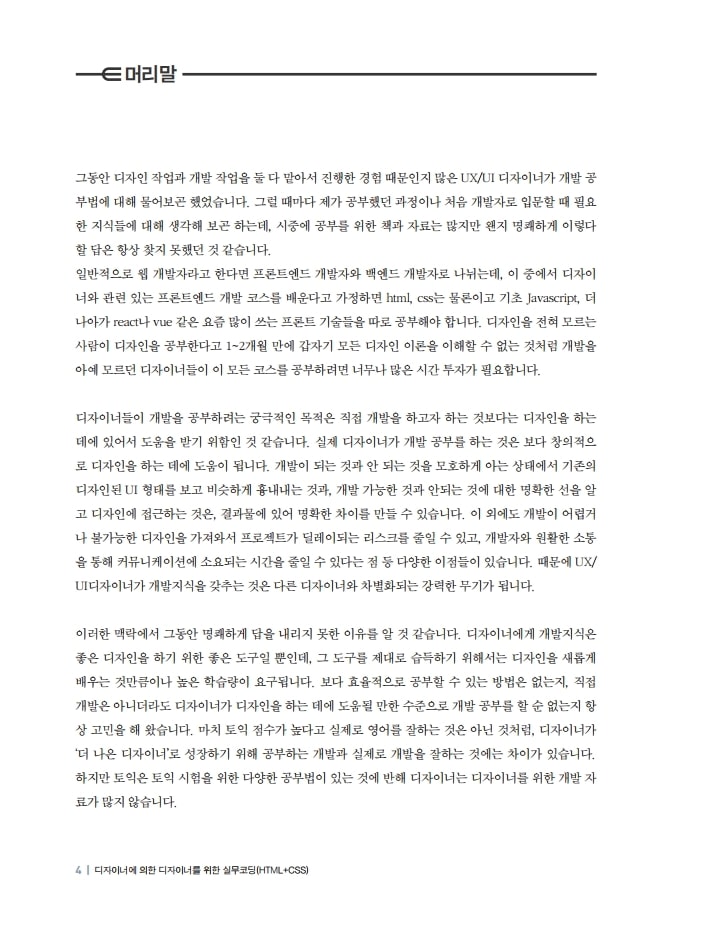 머리말
그동안 디자인 작업과 개발 작업을 둘 다 맡아서 진행한 경험 때문인지 많은 UX/UI 디자이너가 개발 공
부법에 대해 물어보곤 했었습니다. 그럴 때마다 제가 공부했던 과정이나 처음 개발자로 입문할 때 필요
한 지식들에 대해 생각해 보곤 하는데, 시중에 공부를 위한 책과 자료는 많지만 왠지 명쾌하게 이렇다
할 답은 항상 찾지 못했던 것 같습니다.
일반적으로 웹 개발자라고 한다면 프론트엔드 개발자와 백엔드 개발자로 나뉘는데, 이 중에서 디자이
너와 관련 있는 프론트엔드 개발 코스를 배운다고 가정하면 html, css는 물론이고 기초 Javascript, 더
나아가 react나 vue 같은 요즘 많이 쓰는 프론트 기술들을 따로 공부해야 합니다. 디자인을 전혀 모르는
사람이 디자인을 공부한다고 1~2개월 만에 갑자기 모든 디자인 이론을 이해할 수 없는 것처럼 개발을
아예 모르던 디자이너들이 이 모든 코스를 공부하려면 너무나 많은 시간 투자가 필요합니다.
디자이너들이 개발을 공부하려는 궁극적인 목적은 직접 개발을 하고자 하는 것보다는 디자인을 하는
데에 있어서 도움을 받기 위함인 것 같습니다. 실제 디자이너가 개발 공부를 하는 것은 보다 창의적으
로 디자인을 하는 데에 도움이 됩니다. 개발이 되는 것과 안 되는 것을 모호하게 아는 상태에서 기존의
디자인된 UI 형태를 보고 비슷하게 흉내내는 것과, 개발 가능한 것과 안되는 것에 대한 명확한 선을 알
고 디자인에 접근하는 것은, 결과물에 있어 명확한 차이를 만들 수 있습니다. 이 외에도 개발이 어렵거
나 불가능한 디자인을 가져와서 프로젝트가 딜레이되는 리스크를 줄일 수 있고, 개발자와 원활한 소통
을 통해 커뮤니케이션에 소요되는 시간을 줄일 수 있다는 점 등 다양한 이점들이 있습니다. 때문에 UX/
UI디자이너가 개발지식을 갖추는 것은 다른 디자이너와 차별화되는 강력한 무기가 됩니다.
이러한 맥락에서 그동안 명쾌하게 답을 내리지 못한 이유를 알 것 같습니다. 디자이너에게 개발지식은
좋은 디자인을 하기 위한 좋은 도구일 뿐인데, 그 도구를 제대로 습득하기 위해서는 디자인을 새롭게
배우는 것만큼이나 높은 학습량이 요구됩니다. 보다 효율적으로 공부할 수 있는 방법은 없는지, 직접
개발은 아니더라도 디자이너가 디자인을 하는 데에 도움될 만한 수준으로 개발 공부를 할 순 없는지 항
상 고민을 해 왔습니다. 마치 토익 점수가 높다고 실제로 영어를 잘하는 것은 아닌 것처럼, 디자이너가
‘더 나은 디자이너’로 성장하기 위해 공부하는 개발과 실제로 개발을 잘하는 것에는 차이가 있습니다.
하지만 토익은 토익 시험을 위한 다양한 공부법이 있는 것에 반해 디자이너는 디자이너를 위한 개발 자
료가 많지 않습니다.
4 | 디자이너에 의한 디자이너를 위한 실무코딩(HTML+CSS)